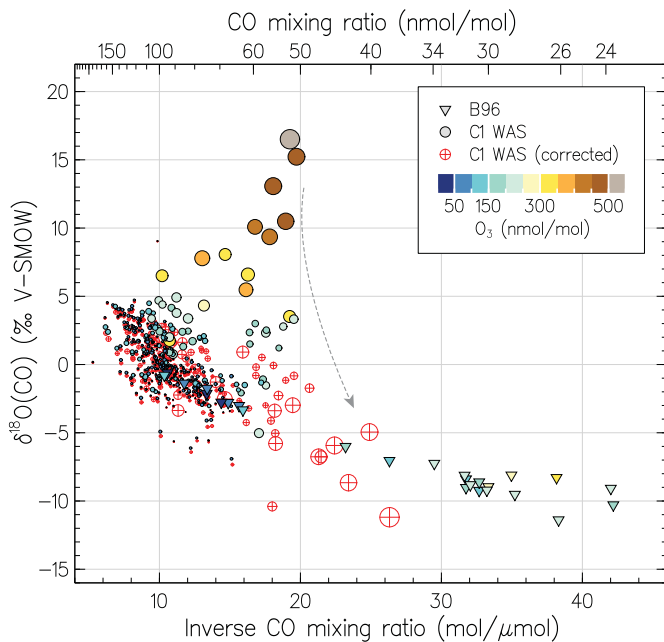 CO mixing ratio (nmol/mol)
150 100 60 50 40 34 30 26 24
δ¹⁸O(CO) (‰ V-SMOW)
20
15
10
5
0
−5
−10
−15
B96
C1 WAS
C1 WAS (corrected)
50 150 300 500
O₃ (nmol/mol)
10 20 30 40
Inverse CO mixing ratio (mol/μmol)